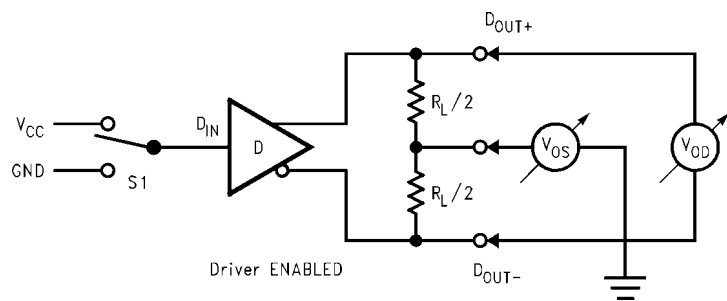 DOUT+
VCC
DIN
RL/2
D
VOS
VOD
GND
S1
RL/2
Driver ENABLED
DOUT−